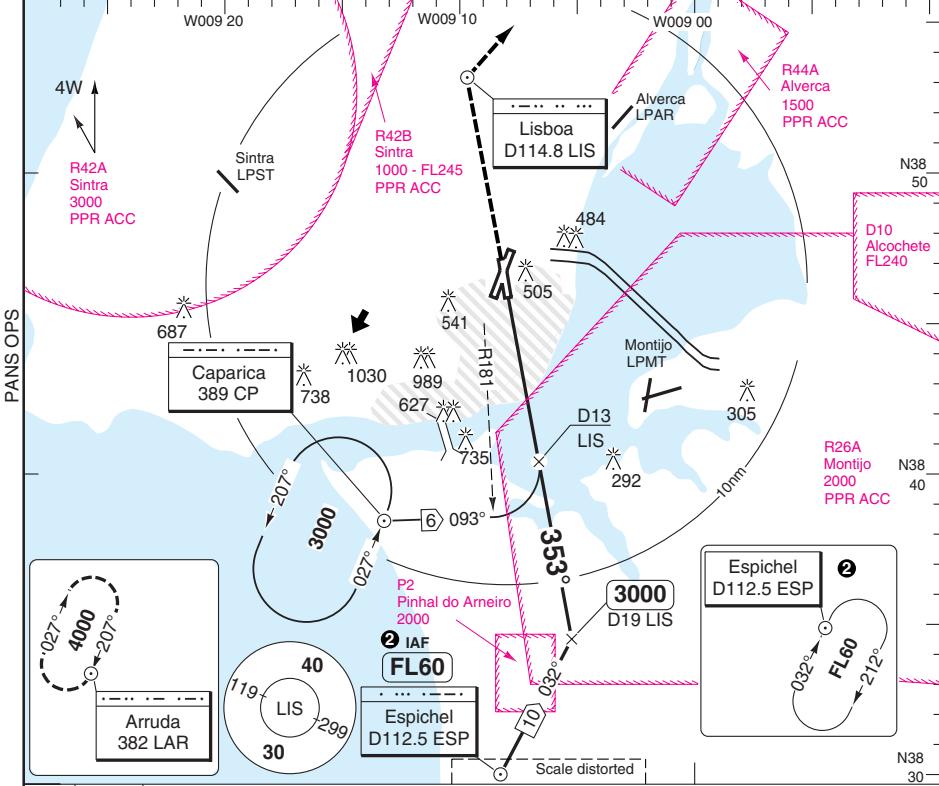 W009 20
W009 10
W009 00
4W
R42A
Sintra
3000
PPR ACC
Sintra
LPST
R42B
Sintra
1000 - FL245
PPR ACC
Lisboa
D114.8 LIS
Alverca
LPAR
R44A
Alverca
1500
PPR ACC
N38
50
D10
Alcochete
FL240
484
505
541
687
PANS OPS
Caparica
389 CP
738
1030
989
627
735
R181
Montijo
LPMT
305
D13
LIS
292
R26A
Montijo
2000
PPR ACC
N38
40
10nm
207°
3000
027°
6
093°
353°
P2
Pinhal do Arneiro
2000
3000
D19 LIS
2 IAF
FL60
Espichel
D112.5 ESP
032°
10
Scale distorted
027°
4000
207°
Arruda
382 LAR
40
119
LIS
299
30
Espichel
D112.5 ESP
2
032°
FL60
212°
N38
30